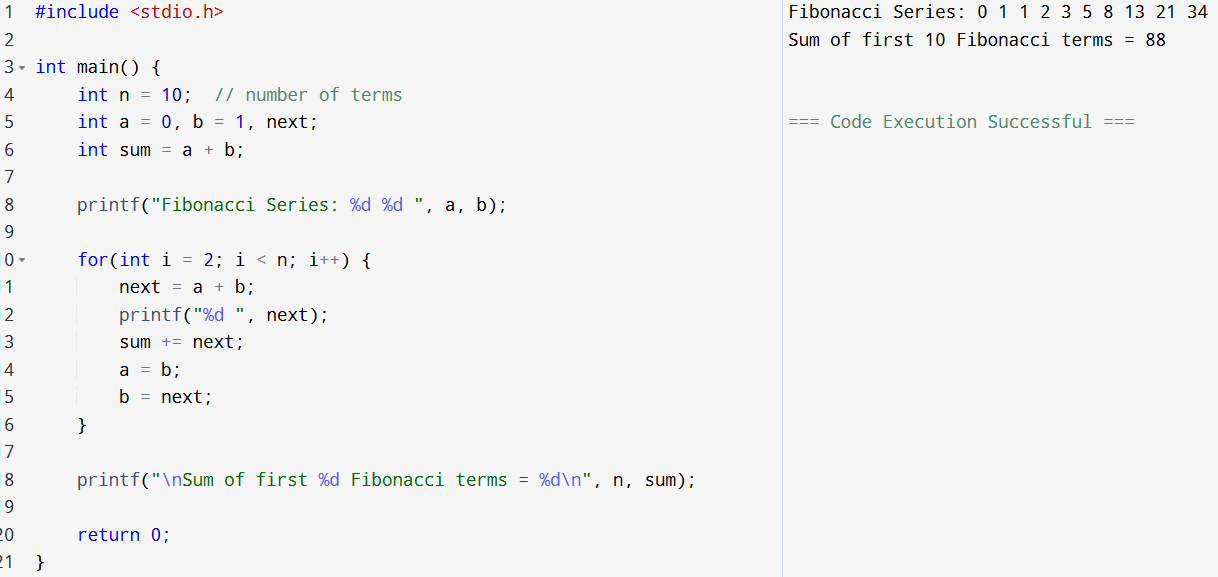 1 #include <stdio.h>
2
3 int main() {
4     int n = 10;  // number of terms
5     int a = 0, b = 1, next;
6     int sum = a + b;
7
8     printf("Fibonacci Series: %d %d ", a, b);
9
0     for(int i = 2; i < n; i++) {
1         next = a + b;
2         printf("%d ", next);
3         sum += next;
4         a = b;
5         b = next;
6     }
7
8     printf("\nSum of first %d Fibonacci terms = %d\n", n, sum);
9
20     return 0;
21 }
Fibonacci Series: 0 1 1 2 3 5 8 13 21 34
Sum of first 10 Fibonacci terms = 88
=== Code Execution Successful ===